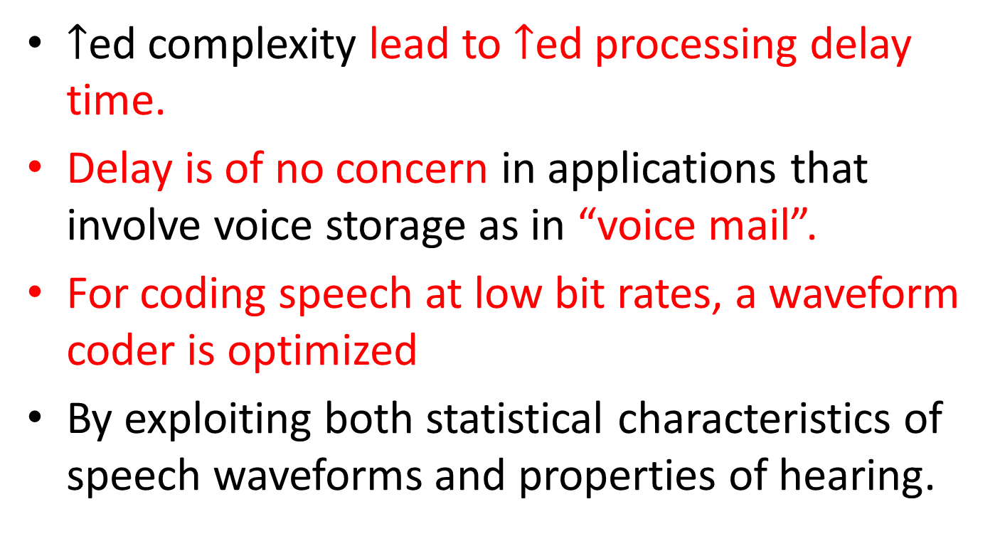 • ↑ed complexity lead to ↑ed processing delay
time.
• Delay is of no concern in applications that
involve voice storage as in “voice mail”.
• For coding speech at low bit rates, a waveform
coder is optimized
• By exploiting both statistical characteristics of
speech waveforms and properties of hearing.